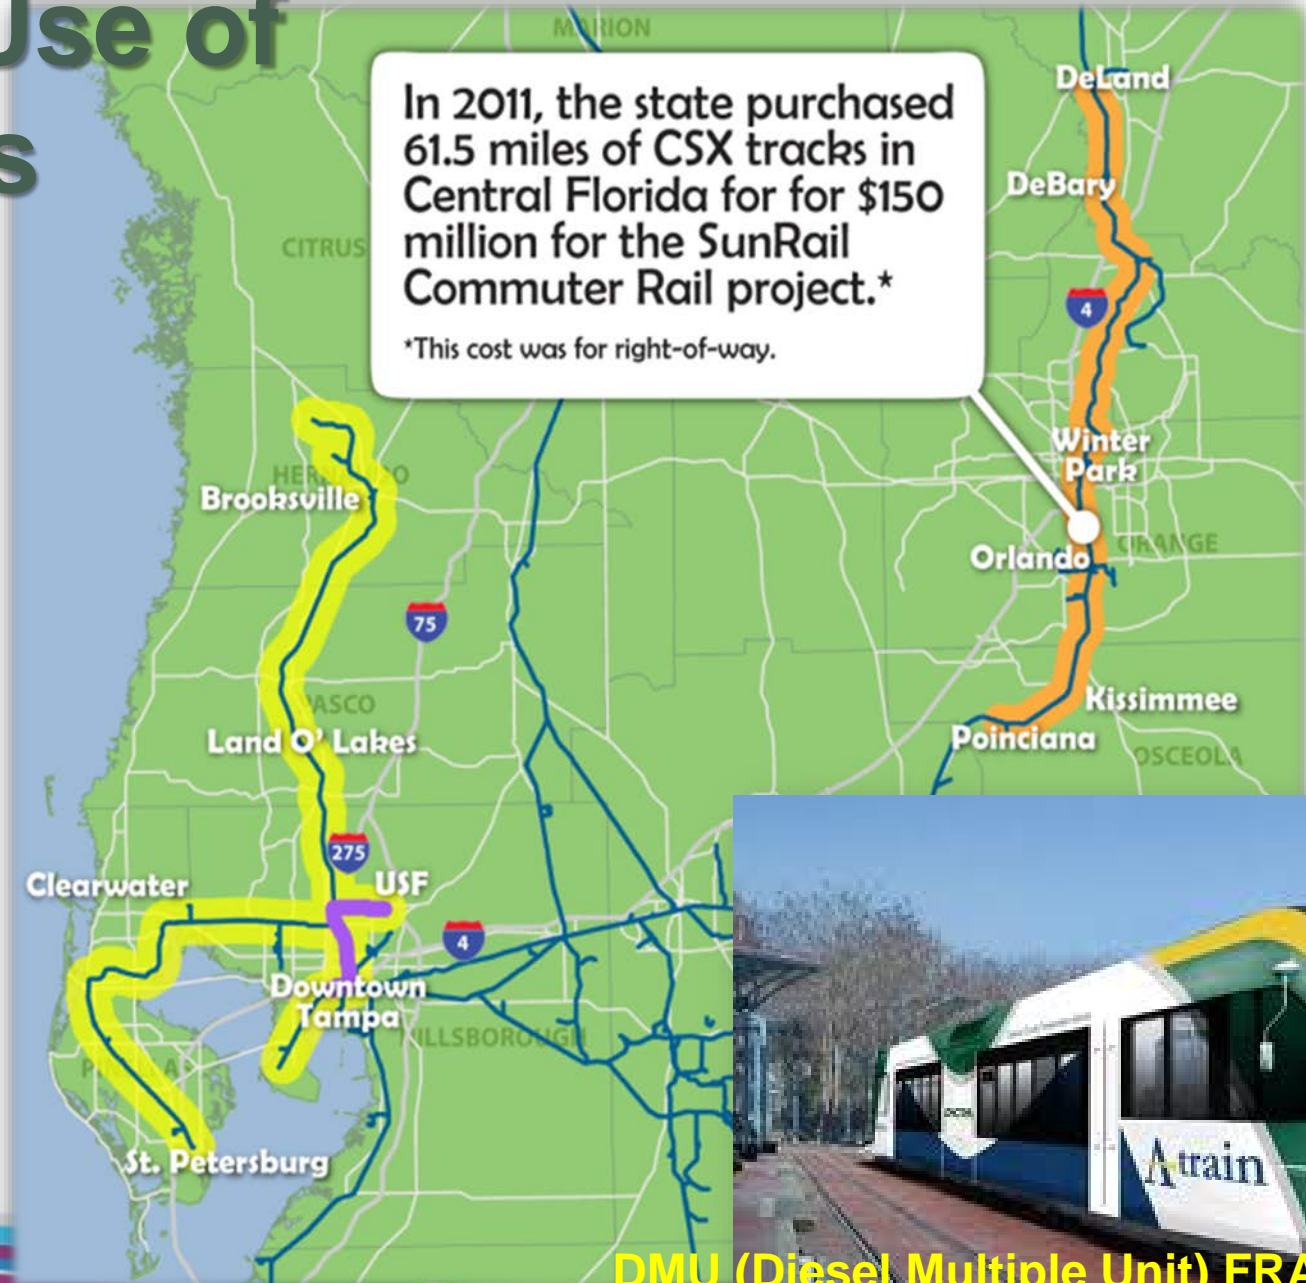 Use of
s
MARION
In 2011, the state purchased
61.5 miles of CSX tracks in
Central Florida for for $150
million for the SunRail
Commuter Rail project.*
*This cost was for right-of-way.
DeLand
DeBary
CITRUS
4
Winter
Park
HERNANDO
Brooksville
ORANGE
Orlando
75
PASCO
Land O' Lakes
Kissimmee
Poinciana
OSCEOLA
275
Clearwater
USF
4
Downtown
Tampa
HILLSBOROUGH
St. Petersburg
DCTA
A train
DMU (Diesel Multiple Unit) FRA